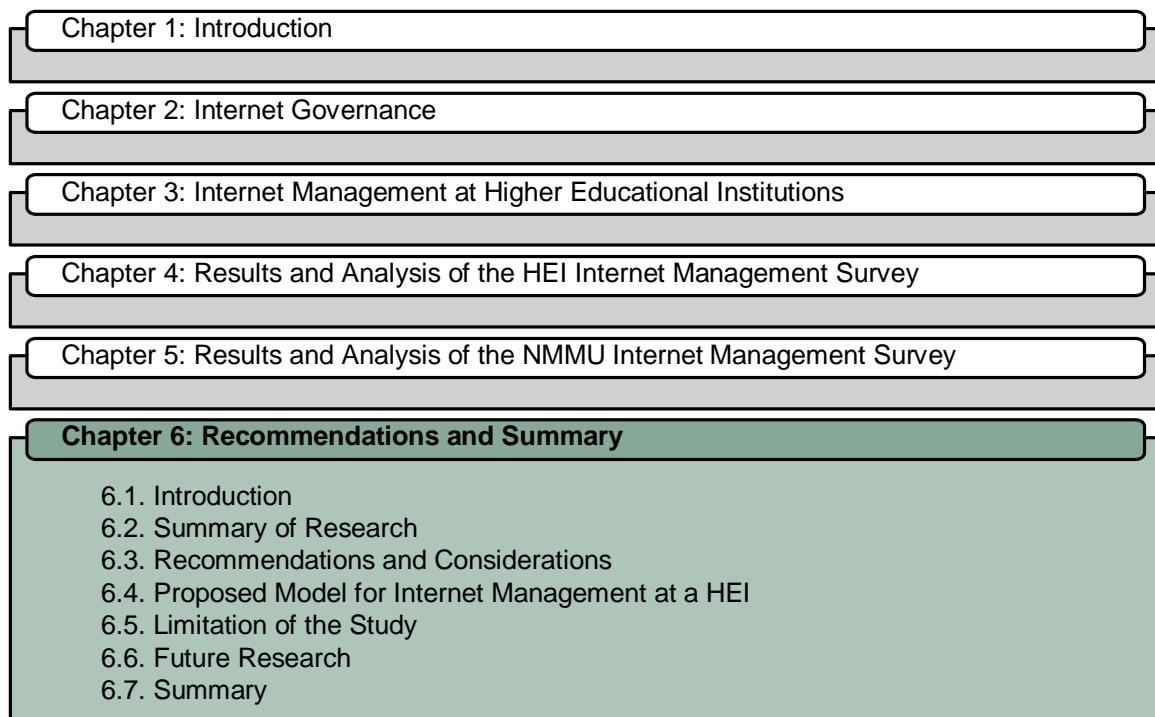 Chapter 1: Introduction
Chapter 2: Internet Governance
Chapter 3: Internet Management at Higher Educational Institutions
Chapter 4: Results and Analysis of the HEI Internet Management Survey
Chapter 5: Results and Analysis of the NMMU Internet Management Survey
Chapter 6: Recommendations and Summary
6.1. Introduction
6.2. Summary of Research
6.3. Recommendations and Considerations
6.4. Proposed Model for Internet Management at a HEI
6.5. Limitation of the Study
6.6. Future Research
6.7. Summary